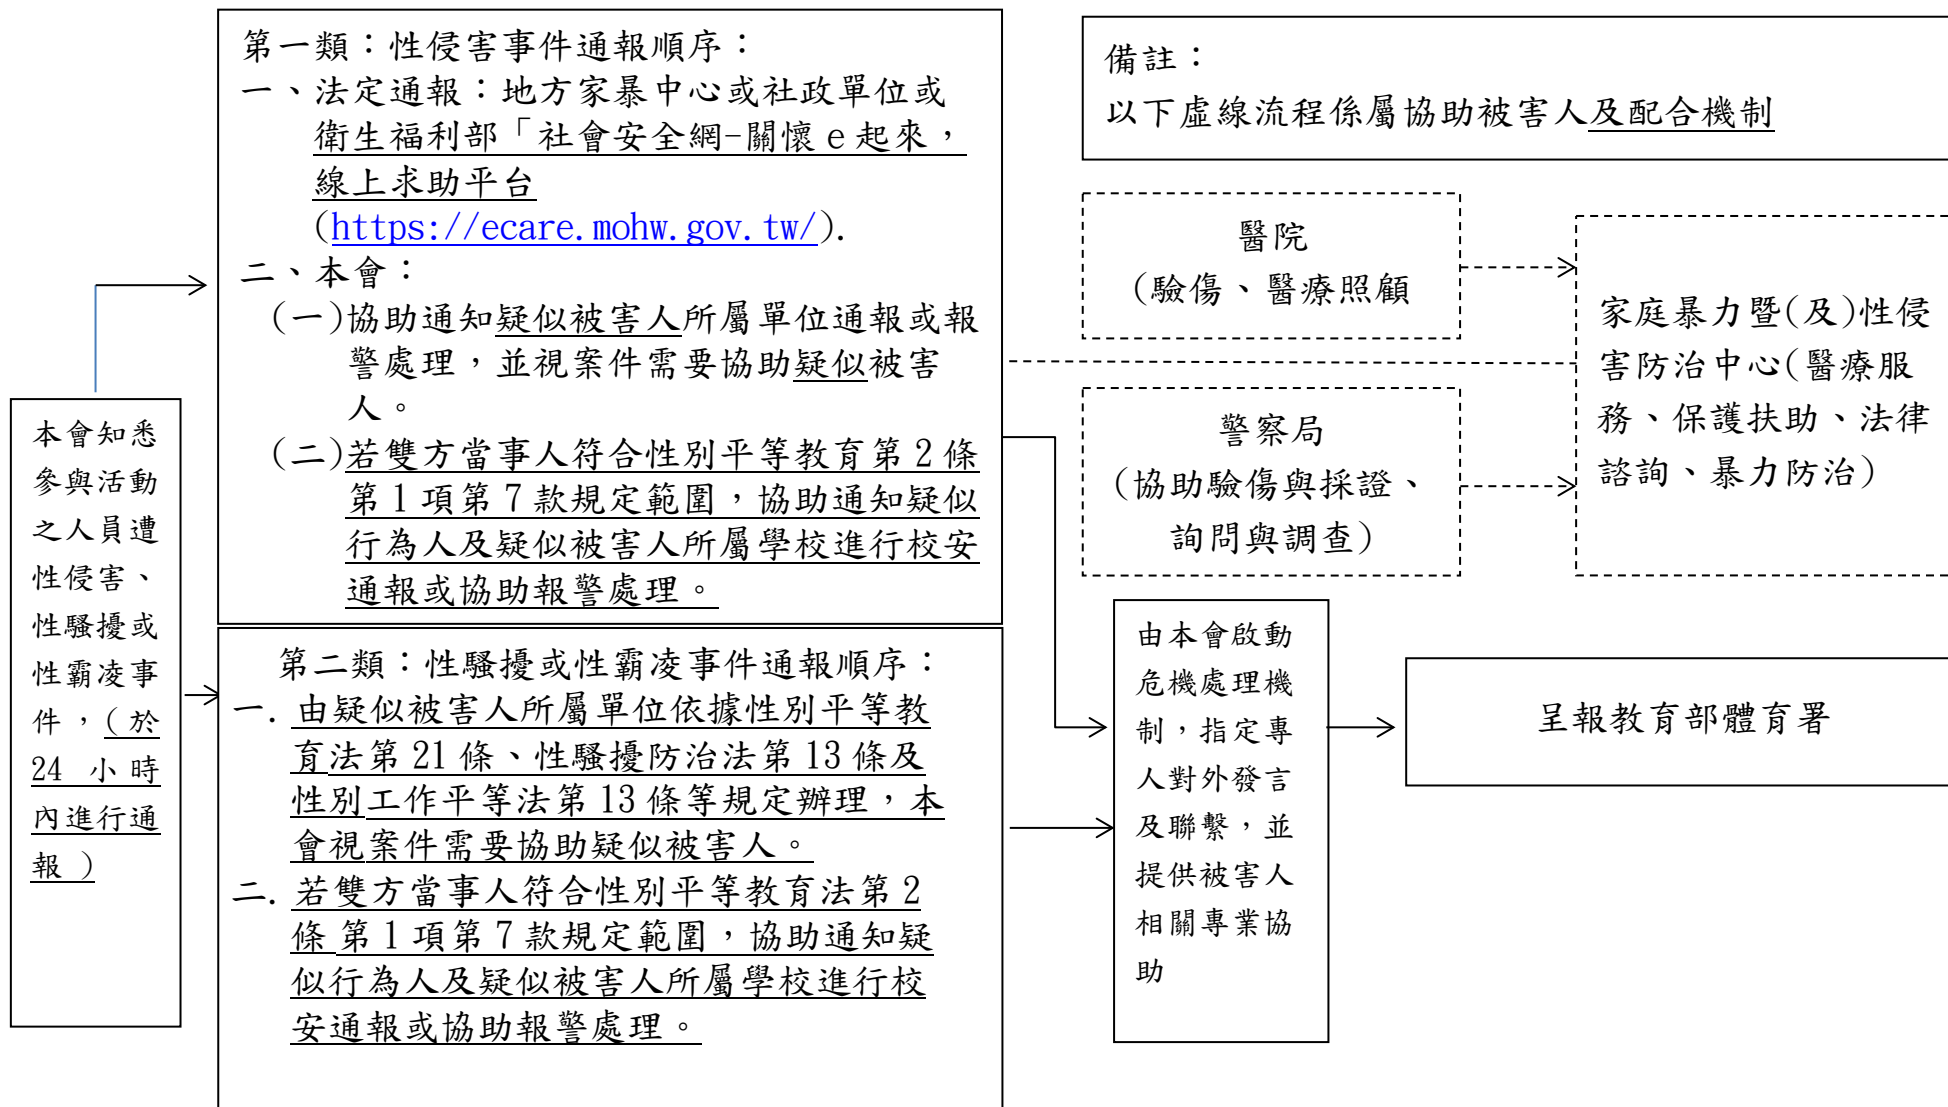 本會知悉
參與活動
之人員遭
性侵害、
性騷擾或
性霸凌事
件，(於
24 小時
內進行通
報 )
第一類：性侵害事件通報順序：
一、法定通報：地方家暴中心或社政單位或
衛生福利部「社會安全網-關懷 e 起來，
線上求助平台
(https://ecare.mohw.gov.tw/).
二、本會：
(一)協助通知疑似被害人所屬單位通報或報
警處理，並視案件需要協助疑似被害
人。
(二)若雙方當事人符合性別平等教育第 2 條
第 1 項第 7 款規定範圍，協助通知疑似
行為人及疑似被害人所屬學校進行校安
通報或協助報警處理。
第二類：性騷擾或性霸凌事件通報順序：
一. 由疑似被害人所屬單位依據性別平等教
育法第 21 條、性騷擾防治法第 13 條及
性別工作平等法第 13 條等規定辦理，本
會視案件需要協助疑似被害人。
二. 若雙方當事人符合性別平等教育法第 2
條 第 1 項第 7 款規定範圍，協助通知疑
似行為人及疑似被害人所屬學校進行校
安通報或協助報警處理。
備註：
以下虛線流程係屬協助被害人及配合機制
醫院
(驗傷、醫療照顧
警察局
(協助驗傷與採證、
詢問與調查)
家庭暴力暨(及)性侵
害防治中心(醫療服
務、保護扶助、法律
諮詢、暴力防治)
由本會啟動
危機處理機
制，指定專
人對外發言
及聯繫，並
提供被害人
相關專業協
助
呈報教育部體育署